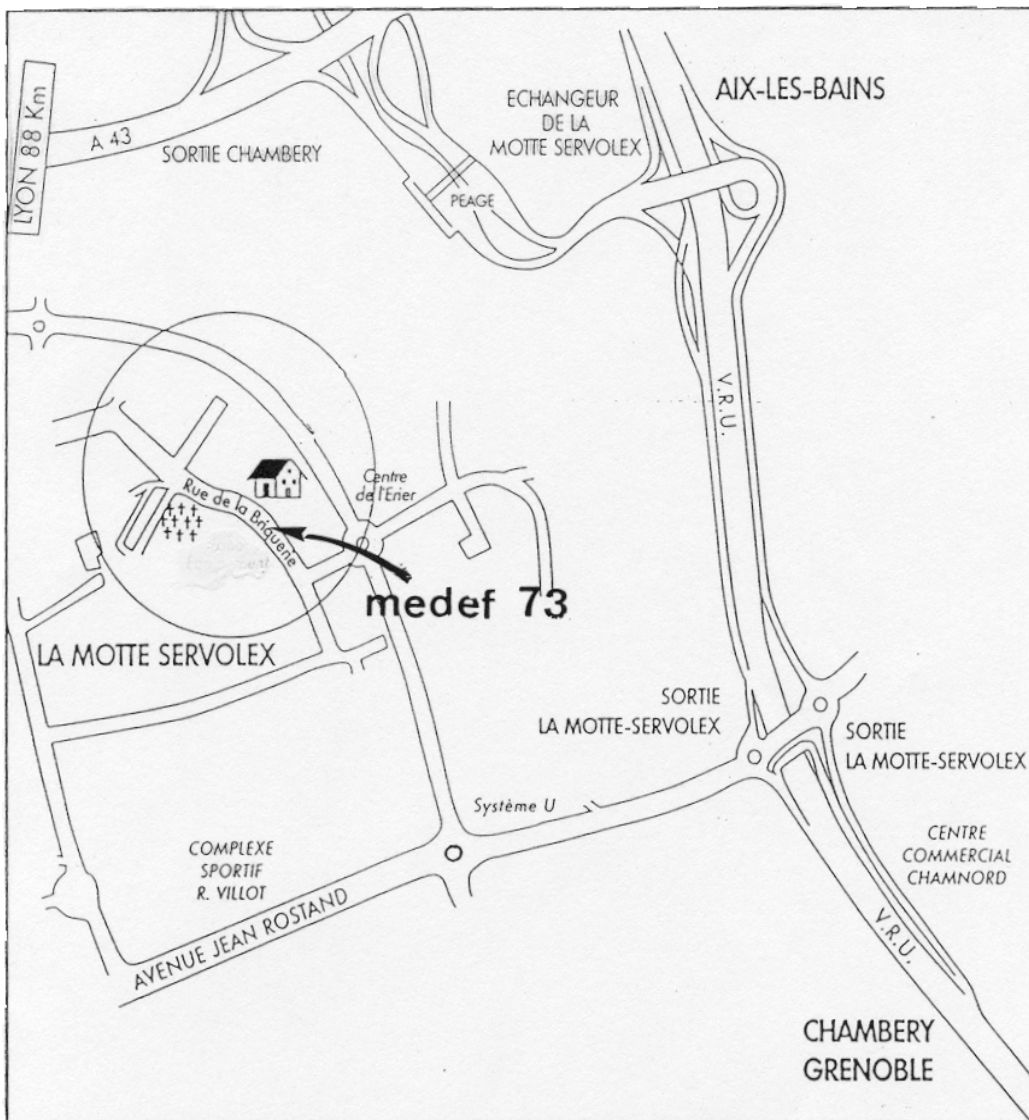 LYON 88 Km
A 43
SORTIE CHAMBERY
ECHANGEUR
DE LA
MOTTE SERVOLEX
AIX-LES-BAINS
PEAGE
V.R.U.
Centre
de l'Erier
Rue de la Briquerie
medef 73
LA MOTTE SERVOLEX
SORTIE
LA MOTTE-SERVOLEX
SORTIE
LA MOTTE-SERVOLEX
Système U
COMPLEXE
SPORTIF
R. VILLOT
CENTRE
COMMERCIAL
CHAMNORD
AVENUE JEAN ROSTAND
V.R.U.
CHAMBERY
GRENOBLE